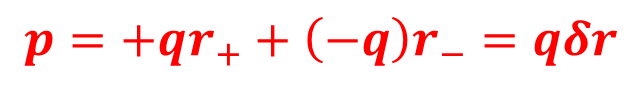 p = +qr₊ + (−q)r₋ = qδr